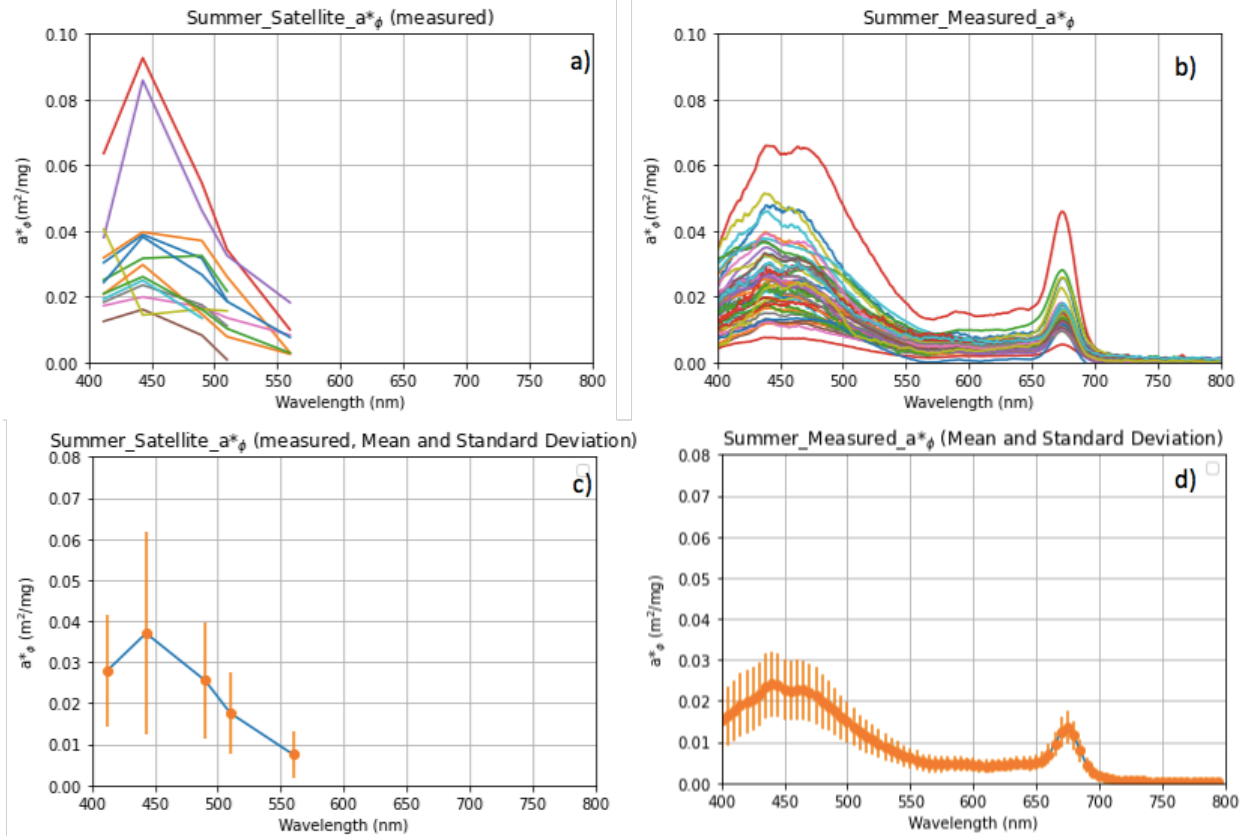 Summer_Satellite_a*ϕ (measured)
a)
0.10
0.08
0.06
0.04
0.02
0.00
a*ϕ(m²/mg)
400 450 500 550 600 650 700 750 800
Wavelength (nm)
Summer_Measured_a*ϕ
b)
0.10
0.08
0.06
0.04
0.02
0.00
a*ϕ(m²/mg)
400 450 500 550 600 650 700 750 800
Wavelength (nm)
Summer_Satellite_a*ϕ (measured, Mean and Standard Deviation)
c)
0.08
0.07
0.06
0.05
0.04
0.03
0.02
0.01
0.00
a*ϕ (m²/mg)
400 450 500 550 600 650 700 750 800
Wavelength (nm)
Summer_Measured_a*ϕ (Mean and Standard Deviation)
d)
0.08
0.07
0.06
0.05
0.04
0.03
0.02
0.01
0.00
a*ϕ (m²/mg)
400 450 500 550 600 650 700 750 800
Wavelength (nm)